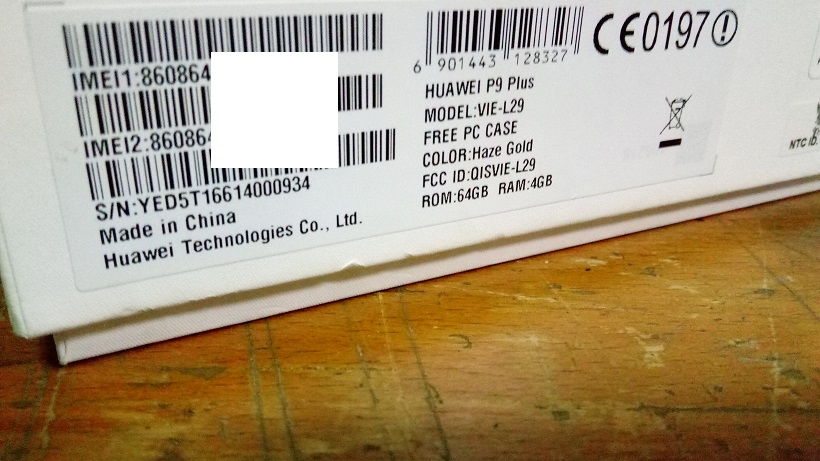 IMEI1:860864
IMEI2:860864
S/N:YED5T16614000934
Made in China
Huawei Technologies Co., Ltd.
6 901443 128327
HUAWEI P9 Plus
MODEL:VIE-L29
FREE PC CASE
COLOR:Haze Gold
FCC ID:QISVIE-L29
ROM:64GB RAM:4GB
CE0197!
NTC ID.